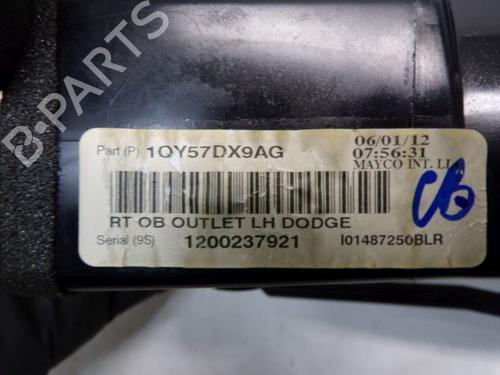 B-PARTS
Part (P) 1QY57DX9AG
06/01/12
07:56:31
MAYCO INT. LLC
RT OB OUTLET LH DODGE
Serial (9S) 1200237921
I01487250BLR